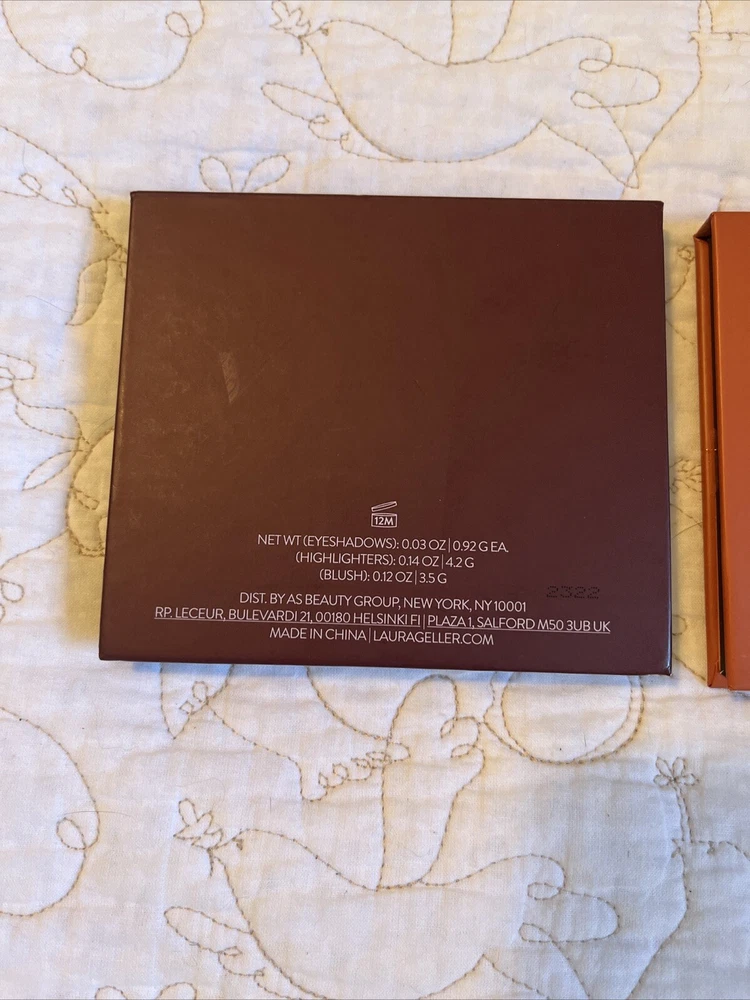 12M
NET WT (EYESHADOWS): 0.03 OZ | 0.92 G EA.
(HIGHLIGHTERS): 0.14 OZ | 4.2 G
(BLUSH): 0.12 OZ | 3.5 G
2322
DIST. BY AS BEAUTY GROUP, NEW YORK, NY 10001
RP. LECEUR, BULEVARDI 21, 00180 HELSINKI FI | PLAZA 1, SALFORD M50 3UB UK
MADE IN CHINA | LAURAGELLER.COM